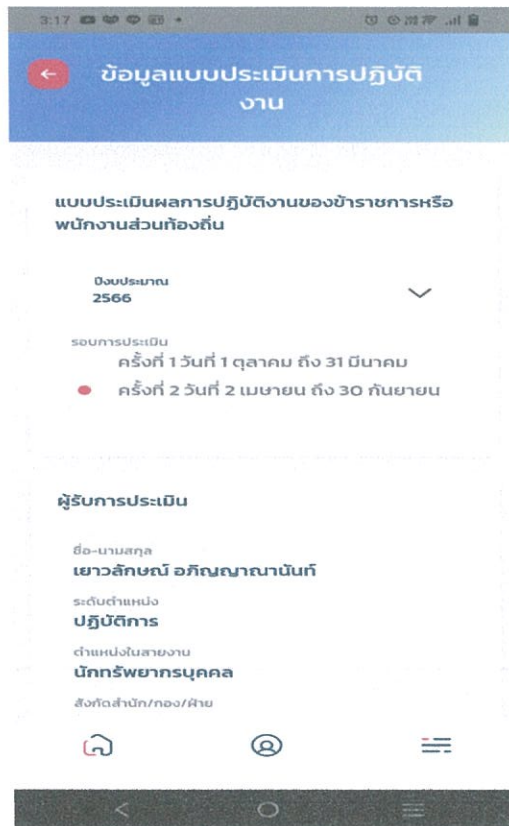 3:17
ข้อมูลแบบประเมินการปฏิบัติ
งาน
แบบประเมินผลการปฏิบัติงานของข้าราชการหรือ
พนักงานส่วนท้องถิ่น
ปีงบประมาณ
2566
รอบการประเมิน
ครั้งที่ 1 วันที่ 1 ตุลาคม ถึง 31 มีนาคม
ครั้งที่ 2 วันที่ 2 เมษายน ถึง 30 กันยายน
ผู้รับการประเมิน
ชื่อ-นามสกุล
เยาวลักษณ์ อภิญญาณานันท์
ระดับตำแหน่ง
ปฏิบัติการ
ตำแหน่งในสายงาน
นักทรัพยากรบุคคล
สังกัดสำนัก/กอง/ฝ่าย